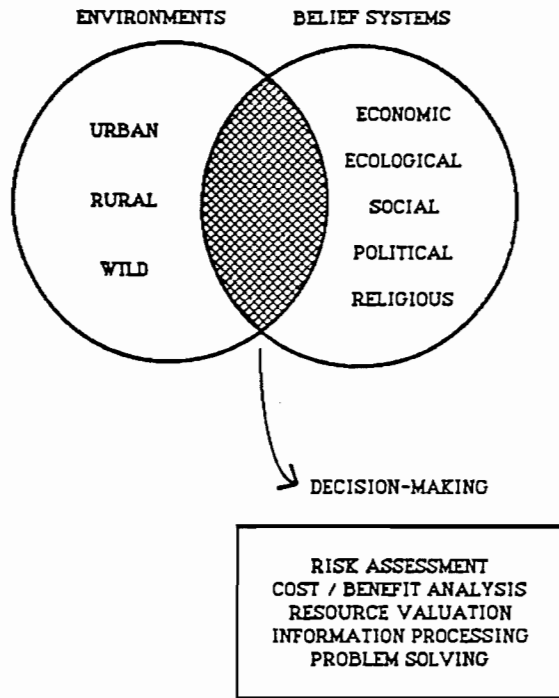 ENVIRONMENTS
BELIEF SYSTEMS
URBAN
RURAL
WILD
ECONOMIC
ECOLOGICAL
SOCIAL
POLITICAL
RELIGIOUS
DECISION-MAKING
RISK ASSESSMENT
COST / BENEFIT ANALYSIS
RESOURCE VALUATION
INFORMATION PROCESSING
PROBLEM SOLVING